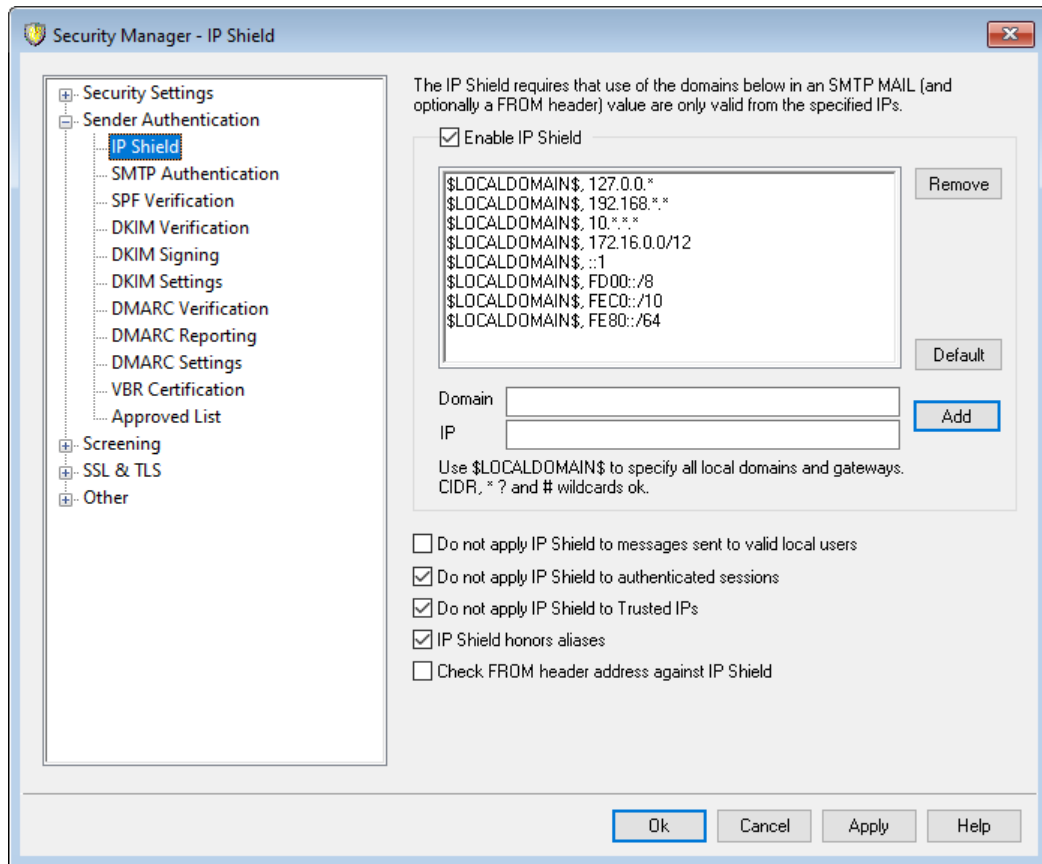 Security Manager - IP Shield
Security Settings
Sender Authentication
IP Shield
SMTP Authentication
SPF Verification
DKIM Verification
DKIM Signing
DKIM Settings
DMARC Verification
DMARC Reporting
DMARC Settings
VBR Certification
Approved List
Screening
SSL & TLS
Other
The IP Shield requires that use of the domains below in an SMTP MAIL (and
optionally a FROM header) value are only valid from the specified IPs.
Enable IP Shield
$LOCALDOMAIN$, 127.0.0.*
$LOCALDOMAIN$, 192.168.*.*
$LOCALDOMAIN$, 10.*.*.*
$LOCALDOMAIN$, 172.16.0.0/12
$LOCALDOMAIN$, ::1
$LOCALDOMAIN$, FD00::/8
$LOCALDOMAIN$, FEC0::/10
$LOCALDOMAIN$, FE80::/64
Remove
Default
Domain
IP
Add
Use $LOCALDOMAIN$ to specify all local domains and gateways.
CIDR, * ? and # wildcards ok.
Do not apply IP Shield to messages sent to valid local users
Do not apply IP Shield to authenticated sessions
Do not apply IP Shield to Trusted IPs
IP Shield honors aliases
Check FROM header address against IP Shield
Ok
Cancel
Apply
Help